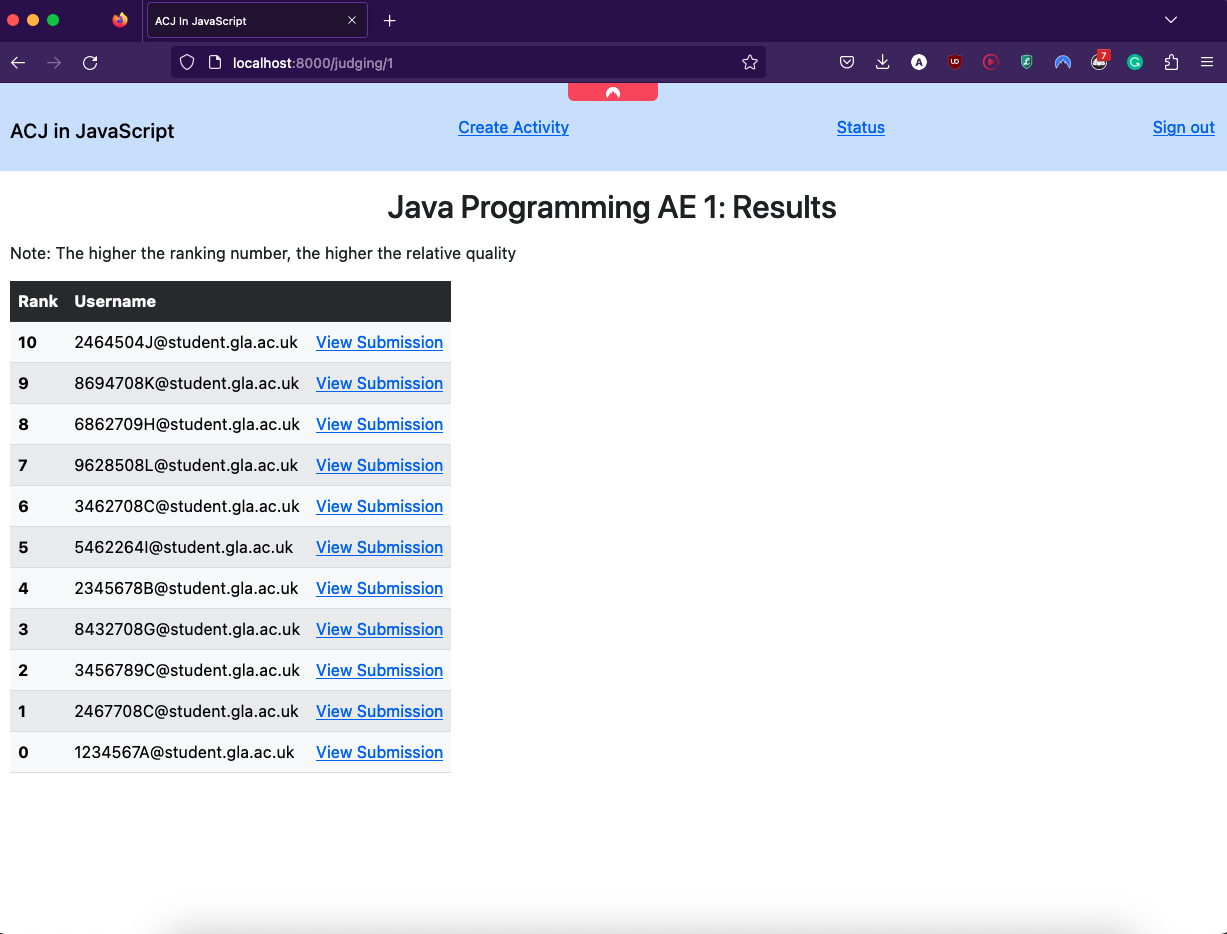 ACJ In JavaScript
localhost:8000/judging/1
A
UD
7
G
ACJ in JavaScript
Create Activity
Status
Sign out
Java Programming AE 1: Results
Note: The higher the ranking number, the higher the relative quality
Rank Username
10 2464504J@student.gla.ac.uk View Submission
9 8694708K@student.gla.ac.uk View Submission
8 6862709H@student.gla.ac.uk View Submission
7 9628508L@student.gla.ac.uk View Submission
6 3462708C@student.gla.ac.uk View Submission
5 5462264I@student.gla.ac.uk View Submission
4 2345678B@student.gla.ac.uk View Submission
3 8432708G@student.gla.ac.uk View Submission
2 3456789C@student.gla.ac.uk View Submission
1 2467708C@student.gla.ac.uk View Submission
0 1234567A@student.gla.ac.uk View Submission